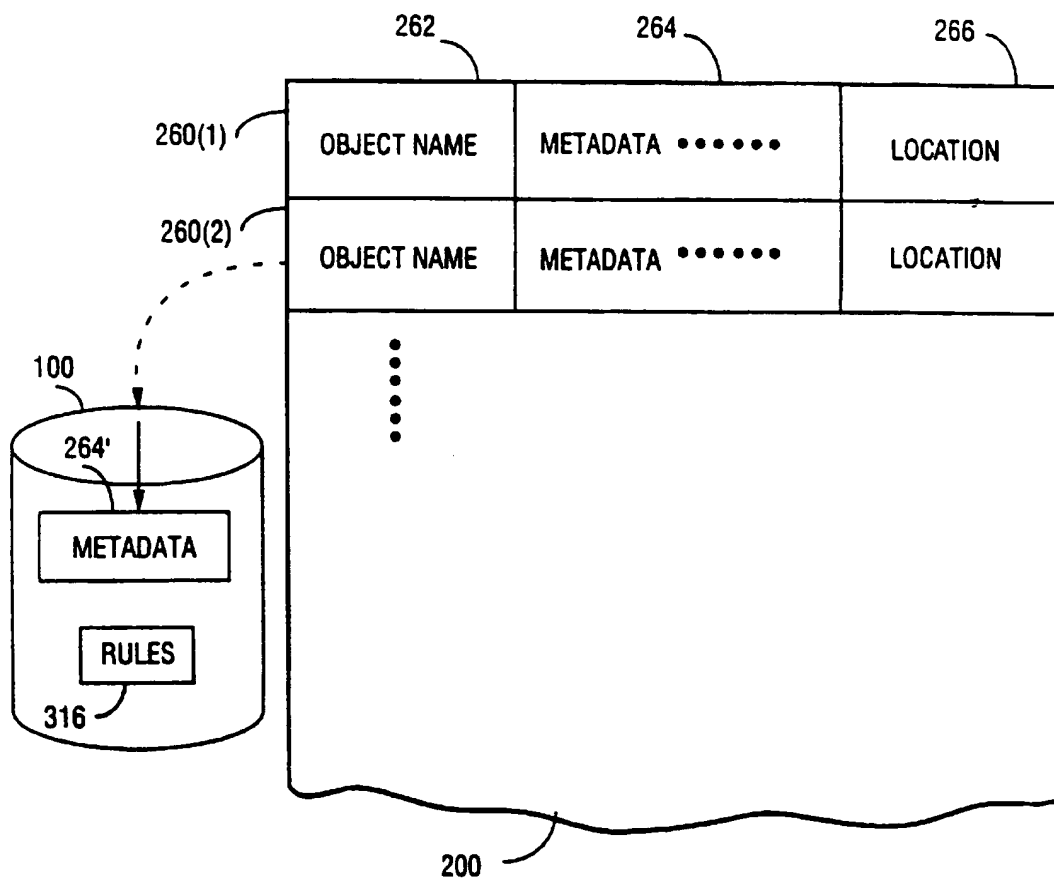 262 264 266
260(1) OBJECT NAME METADATA •••••• LOCATION
260(2) OBJECT NAME METADATA •••••• LOCATION
100
264'
METADATA
RULES
316
200